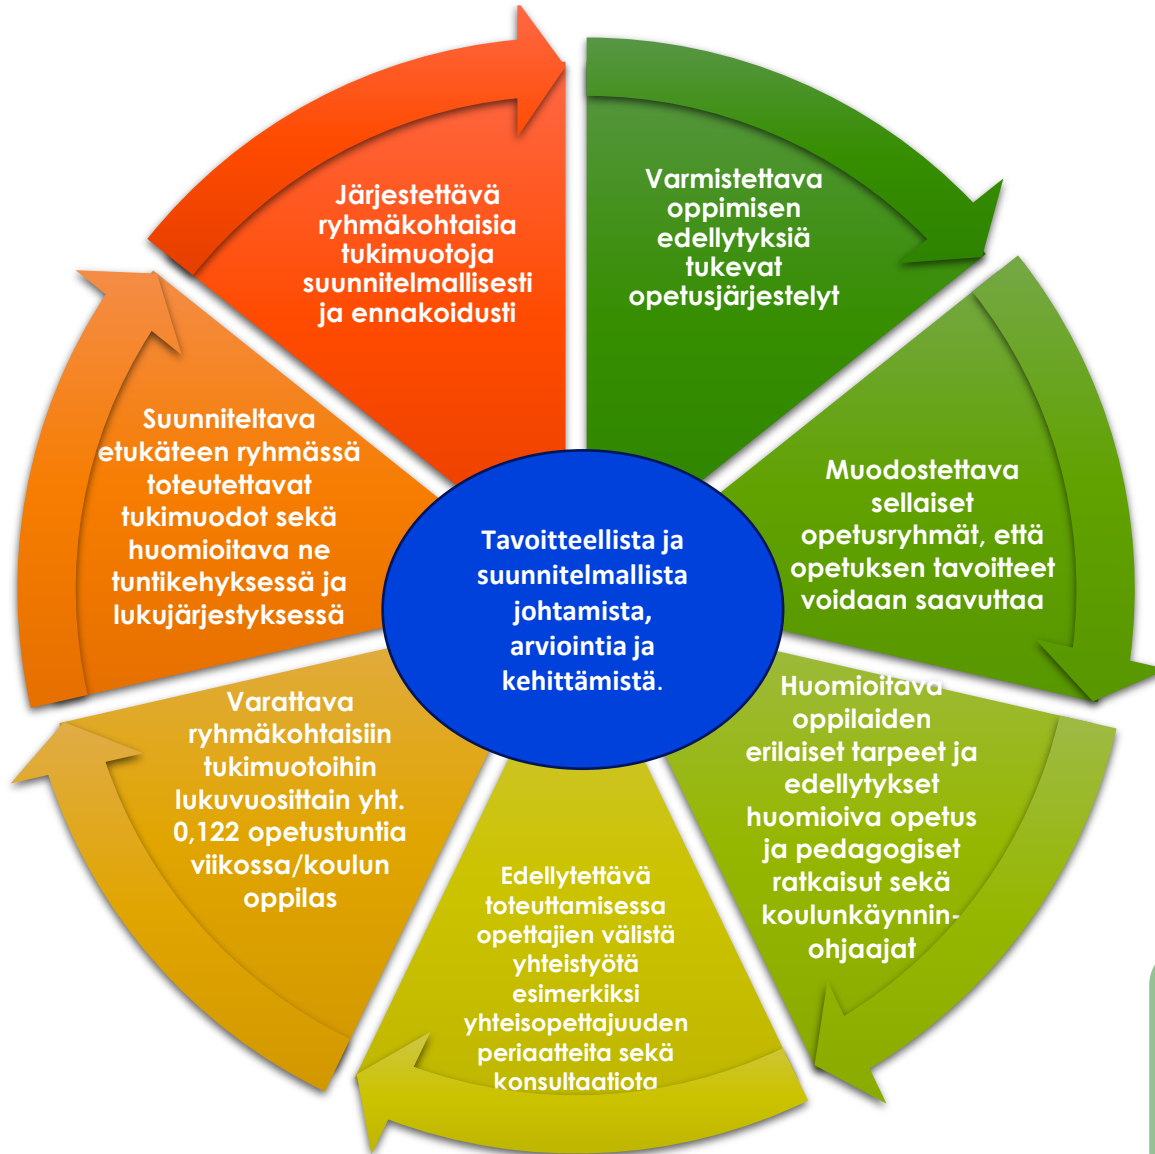 Varmistettava
oppimisen
edellytyksiä
tukevat
opetusjärjestelyt
Muodostettava
sellaiset
opetusryhmät, että
opetuksen tavoitteet
voidaan saavuttaa
Huomioitava
oppilaiden
erilaiset tarpeet ja
edellytykset
huomioiva opetus
ja pedagogiset
ratkaisut sekä
koulunkäynnin-
ohjaajat
Edellytettävä
toteuttamisessa
opettajien välistä
yhteistyötä
esimerkiksi
yhteisopettajuuden
periaatteita sekä
konsultaatiota
Varattava
ryhmäkohtaisiin
tukimuotoihin
lukuvuosittain yht.
0,122 opetustuntia
viikossa/koulun
oppilas
Suunniteltava
etukäteen ryhmässä
toteutettavat
tukimuodot sekä
huomioitava ne
tuntikehyksessä ja
lukujärjestyksessä
Järjestettävä
ryhmäkohtaisia
tukimuotoja
suunnitelmallisesti
ja ennakoidusti
Tavoitteellista ja
suunnitelmallista
johtamista,
arviointia ja
kehittämistä.